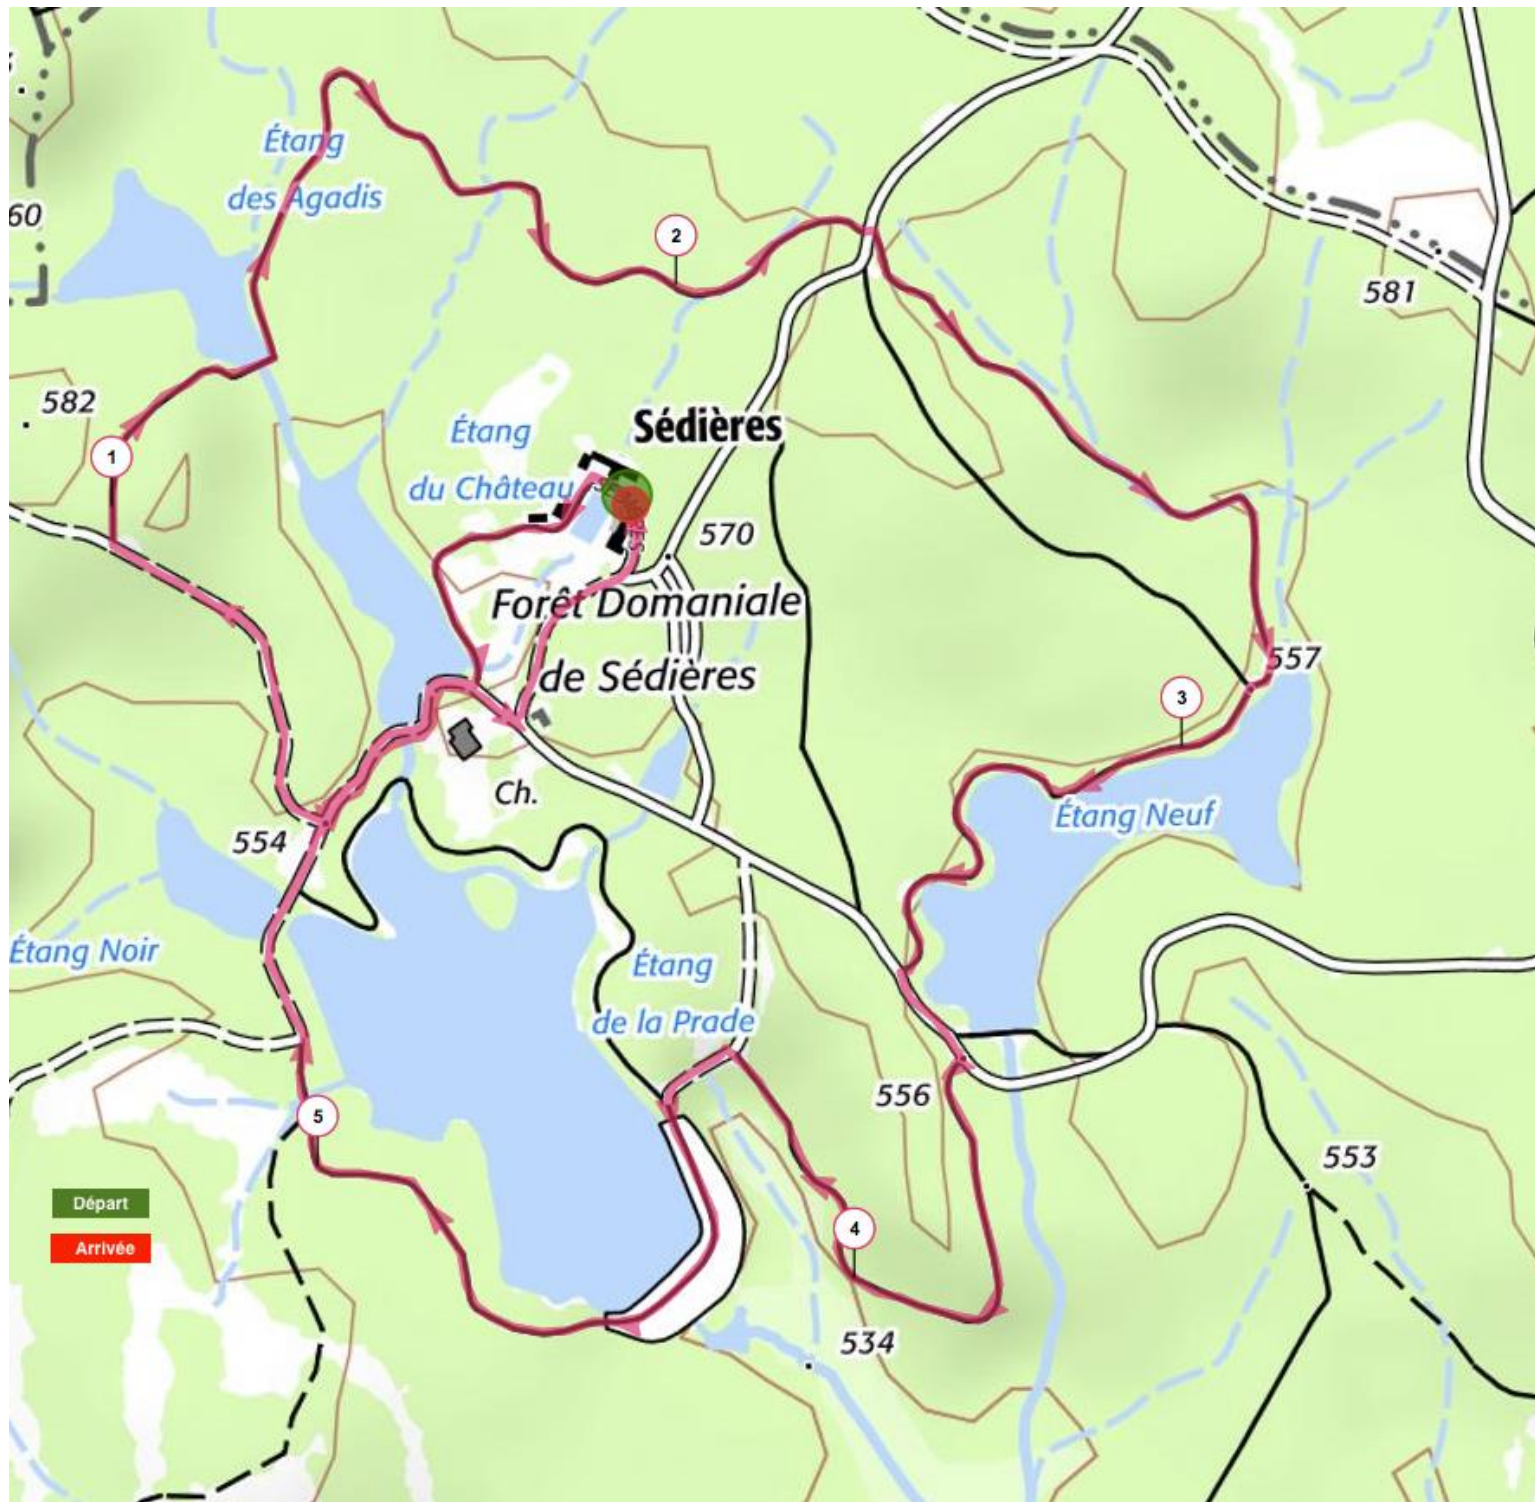 Étang
des Agadis
2
60
581
582
1
Étang
du Château
Sédières
570
Forêt Domaniale
de Sédières
557
3
Ch.
Étang Neuf
554
Étang Noir
Étang
de la Prade
556
5
553
4
Départ
Arrivée
534